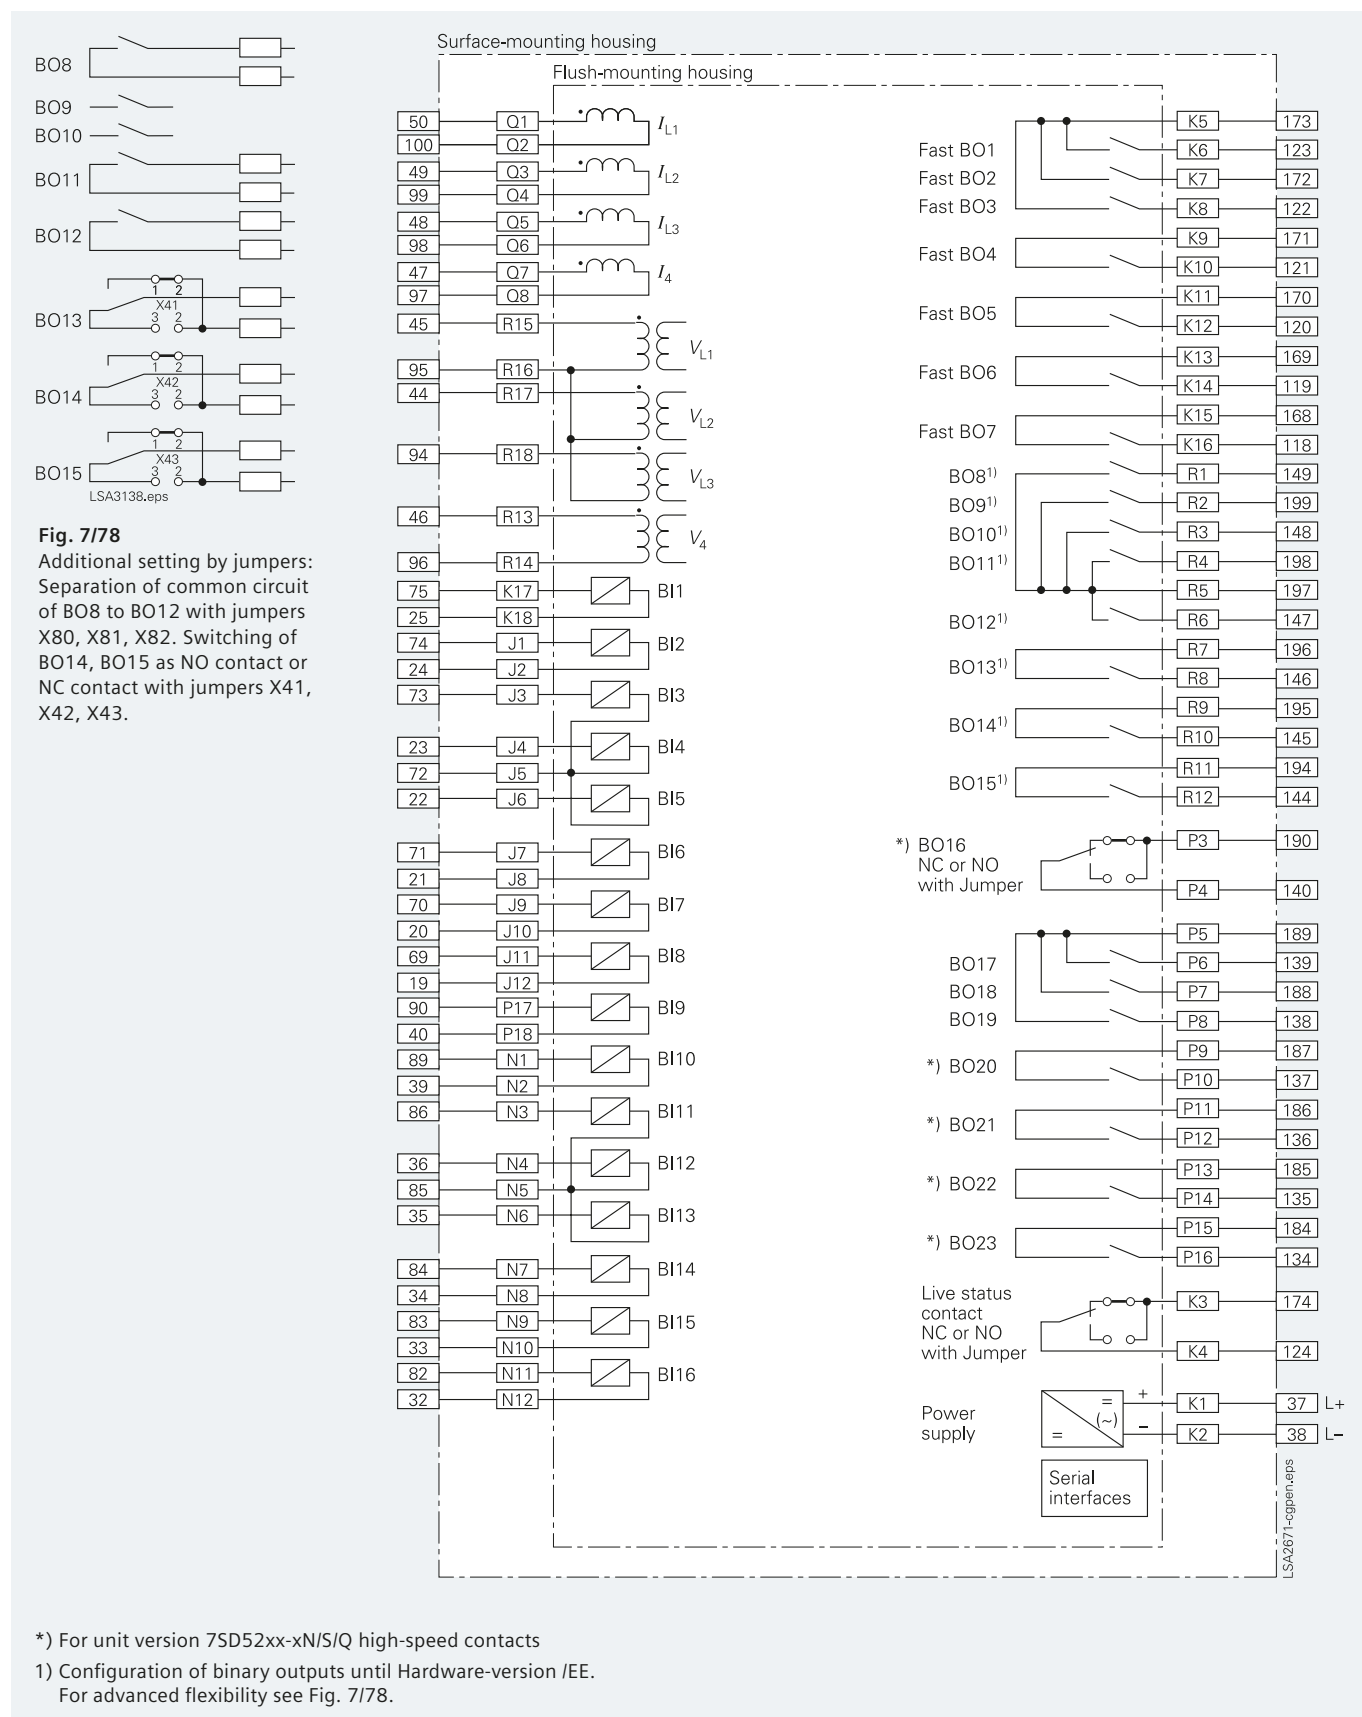 BO8
BO9
BO10
BO11
BO12
1 2
X41
BO13
3 2
1 2
X42
BO14
3 2
1 2
X43
BO15
3 2
LSA3138.eps
Fig. 7/78
Additional setting by jumpers:
Separation of common circuit
of BO8 to BO12 with jumpers
X80, X81, X82. Switching of
BO14, BO15 as NO contact or
NC contact with jumpers X41,
X42, X43.
Surface-mounting housing
Flush-mounting housing
50 Q1 IL1
100 Q2
49 Q3 IL2
99 Q4
48 Q5 IL3
98 Q6
47 Q7 I4
97 Q8
45 R15 VL1
95 R16
44 R17 VL2
94 R18 VL3
46 R13 V4
96 R14
75 K17 BI1
25 K18
74 J1 BI2
24 J2
73 J3 BI3
23 J4 BI4
72 J5
22 J6 BI5
71 J7 BI6
21 J8
70 J9 BI7
20 J10
69 J11 BI8
19 J12
90 P17 BI9
40 P18
89 N1 BI10
39 N2
86 N3 BI11
36 N4 BI12
85 N5
35 N6 BI13
84 N7 BI14
34 N8
83 N9 BI15
33 N10
82 N11 BI16
32 N12
K5 173
Fast BO1 K6 123
Fast BO2 K7 172
Fast BO3 K8 122
K9 171
Fast BO4 K10 121
K11 170
Fast BO5 K12 120
K13 169
Fast BO6 K14 119
K15 168
Fast BO7 K16 118
BO8 1) R1 149
BO9 1) R2 199
BO10 1) R3 148
BO11 1) R4 198
R5 197
BO12 1) R6 147
R7 196
BO13 1) R8 146
R9 195
BO14 1) R10 145
R11 194
BO15 1) R12 144
*) BO16 P3 190
NC or NO
with Jumper P4 140
P5 189
BO17 P6 139
BO18 P7 188
BO19 P8 138
P9 187
*) BO20 P10 137
P11 186
*) BO21 P12 136
P13 185
*) BO22 P14 135
P15 184
*) BO23 P16 134
Live status K3 174
contact
NC or NO
with Jumper K4 124
Power
supply
= (~) =
+ K1 37 L+
– K2 38 L–
Serial
interfaces
LSA2671-cgpen.eps
*) For unit version 7SD52xx-xN/S/Q high-speed contacts
1) Configuration of binary outputs until Hardware-version /EE.
For advanced flexibility see Fig. 7/78.